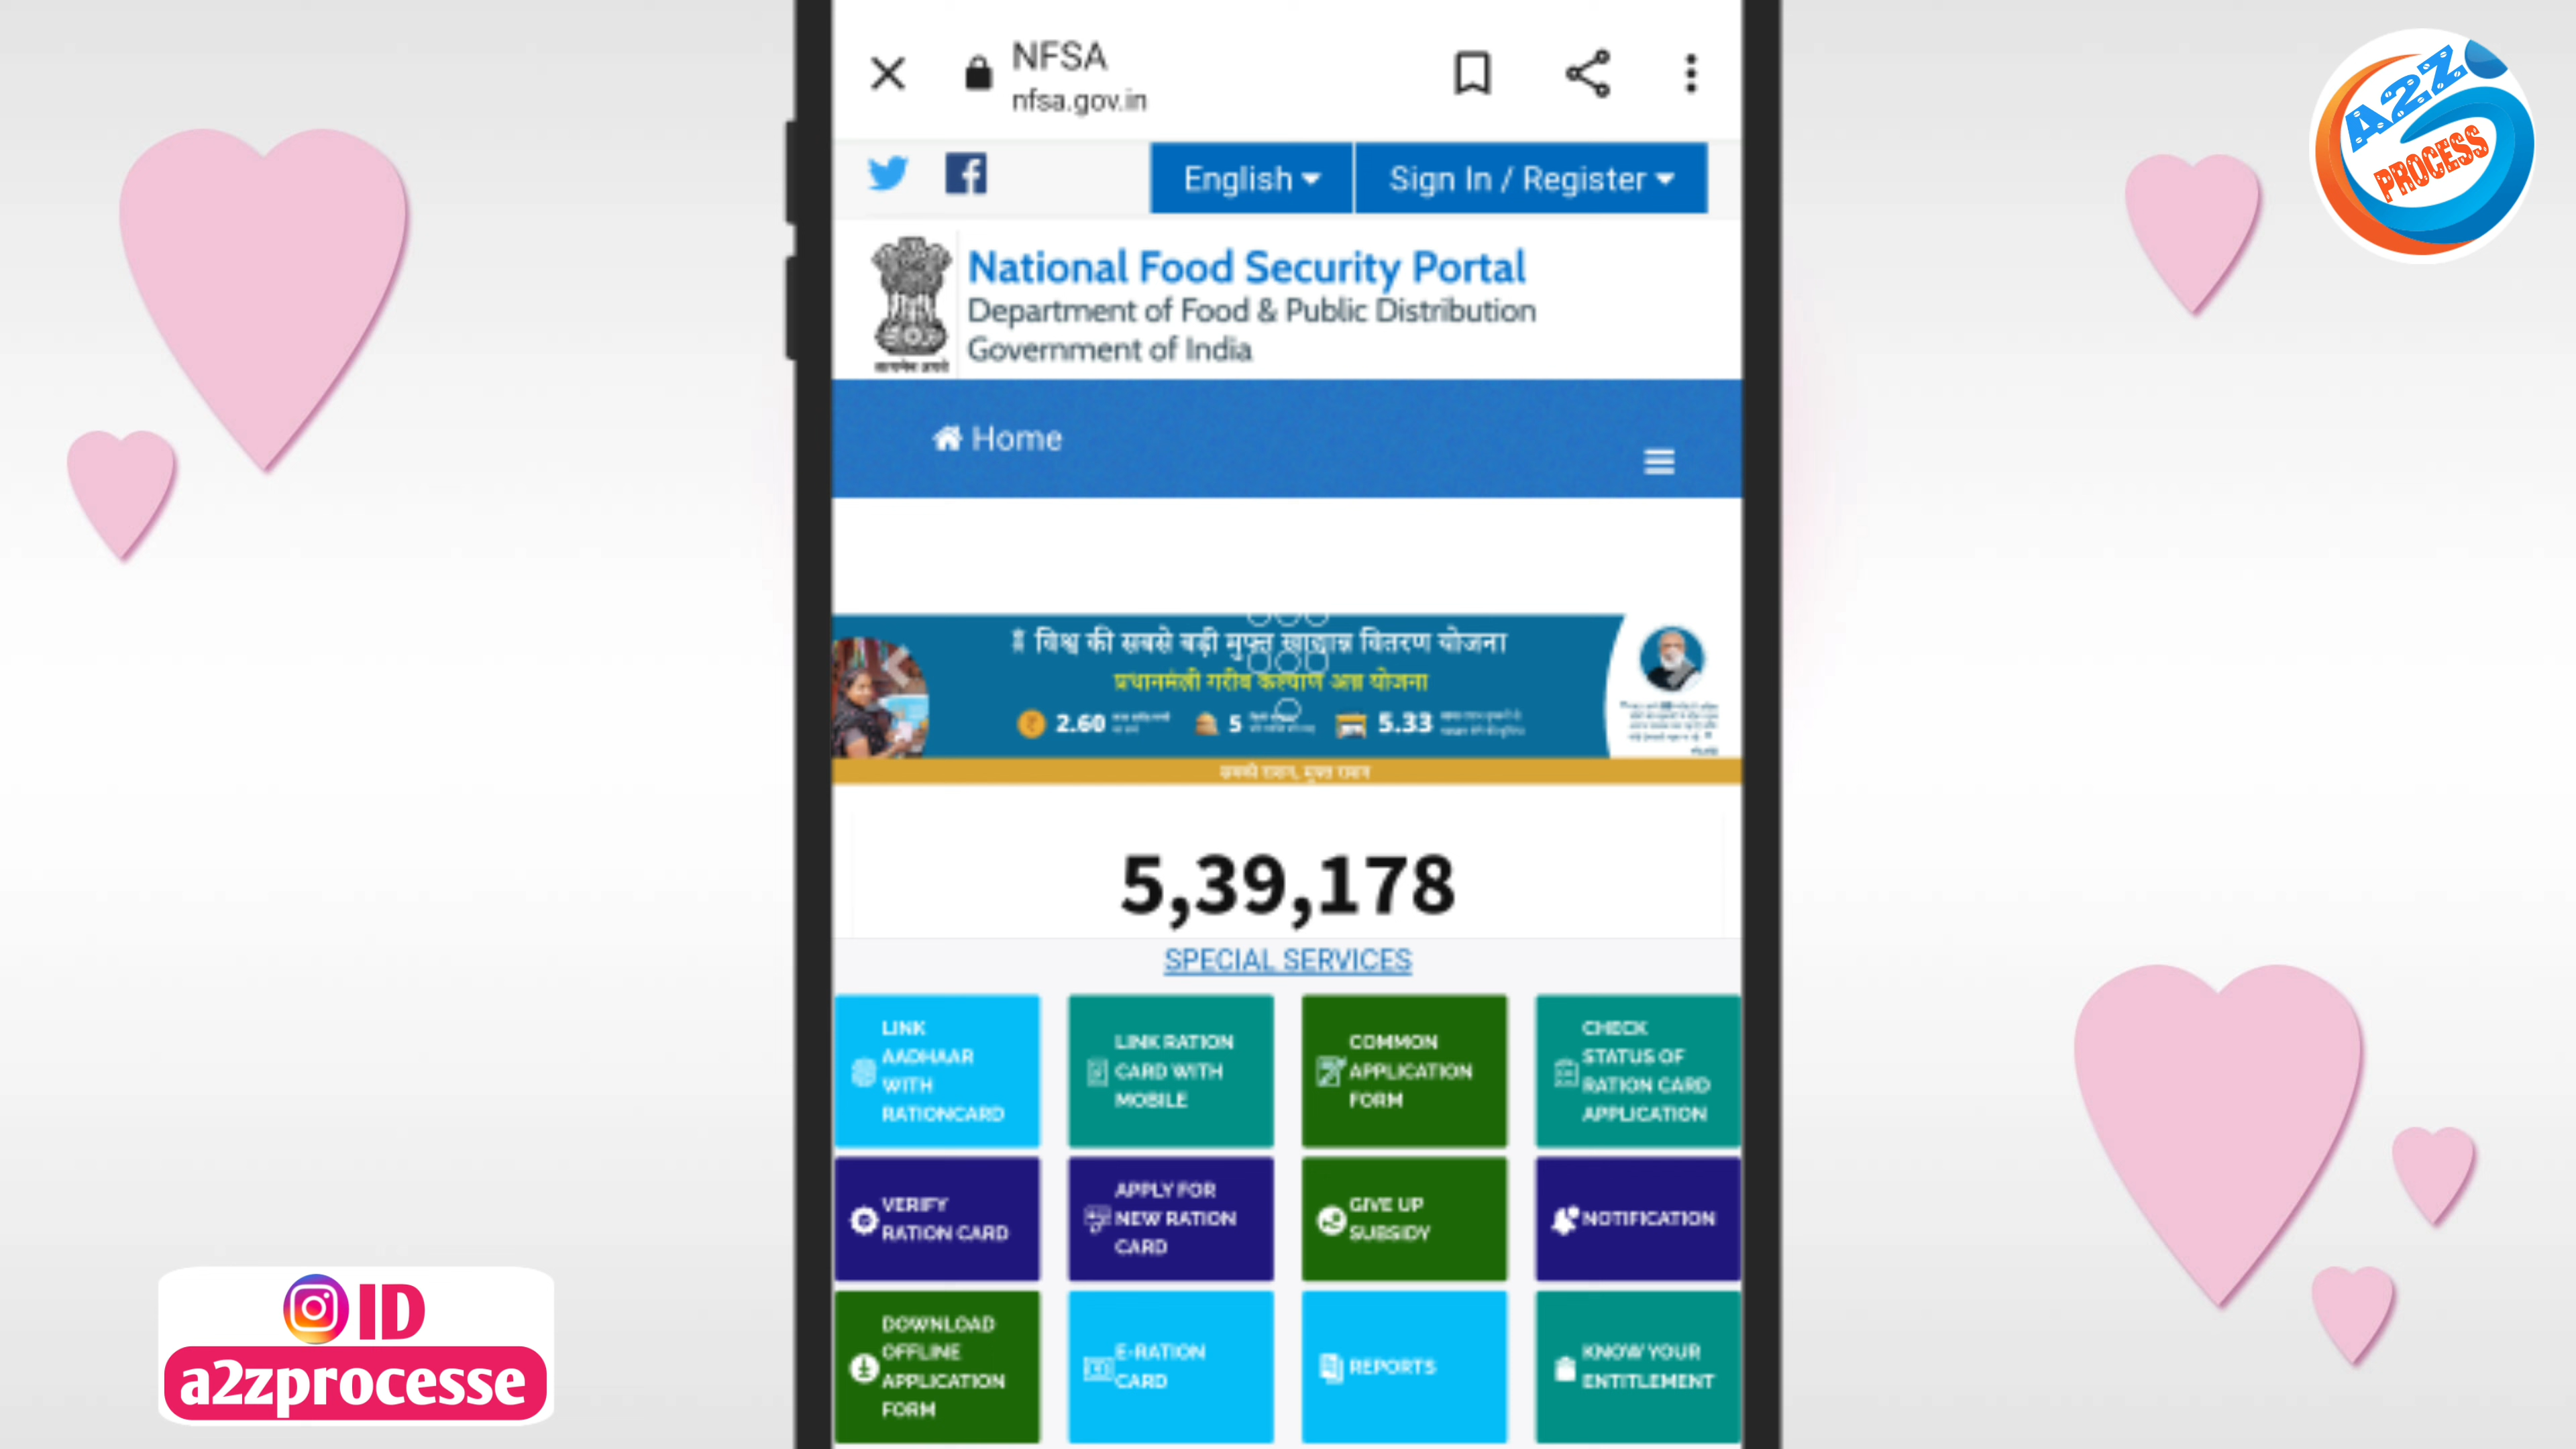 NFSA
nfsa.gov.in
A2Z
PROCESS
English
Sign In / Register
National Food Security Portal
Department of Food & Public Distribution
Government of India
Home
विश्व की सबसे बड़ी मुफ्त खाद्यान्न वितरण योजना
प्रधानमंत्री गरीब कल्याण अन्न योजना
2.60
5
5.33
सबको राशन, मुफ्त राशन
5,39,178
SPECIAL SERVICES
LINK
AADHAAR
WITH
RATIONCARD
LINK RATION
CARD WITH
MOBILE
COMMON
APPLICATION
FORM
CHECK
STATUS OF
RATION CARD
APPLICATION
VERIFY
RATION CARD
APPLY FOR
NEW RATION
CARD
GIVE UP
SUBSIDY
NOTIFICATION
DOWNLOAD
OFFLINE
APPLICATION
FORM
E-RATION
CARD
REPORTS
KNOW YOUR
ENTITLEMENT
ID
a2zprocesse